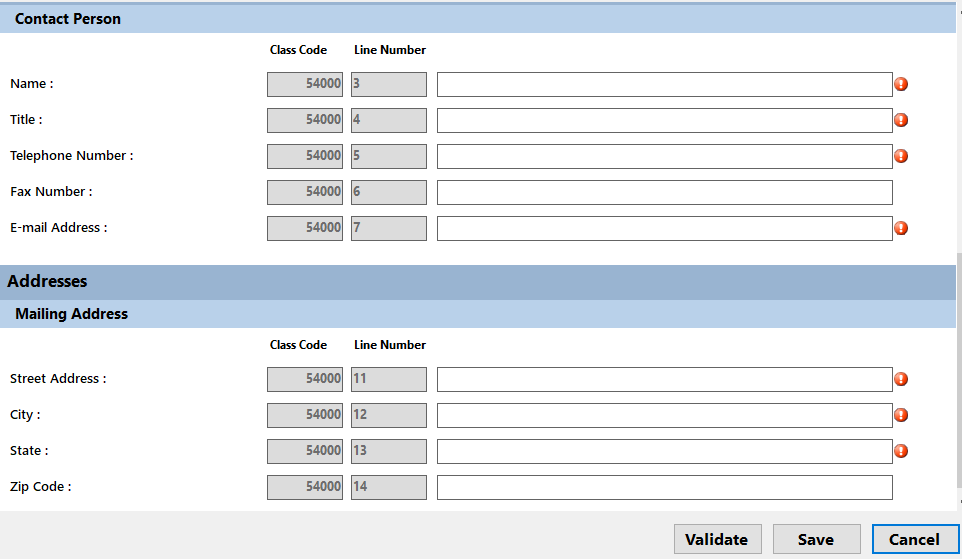 Contact Person
Class Code Line Number
Name : 54000 3
Title : 54000 4
Telephone Number : 54000 5
Fax Number : 54000 6
E-mail Address : 54000 7
Addresses
Mailing Address
Class Code Line Number
Street Address : 54000 11
City : 54000 12
State : 54000 13
Zip Code : 54000 14
Validate Save Cancel